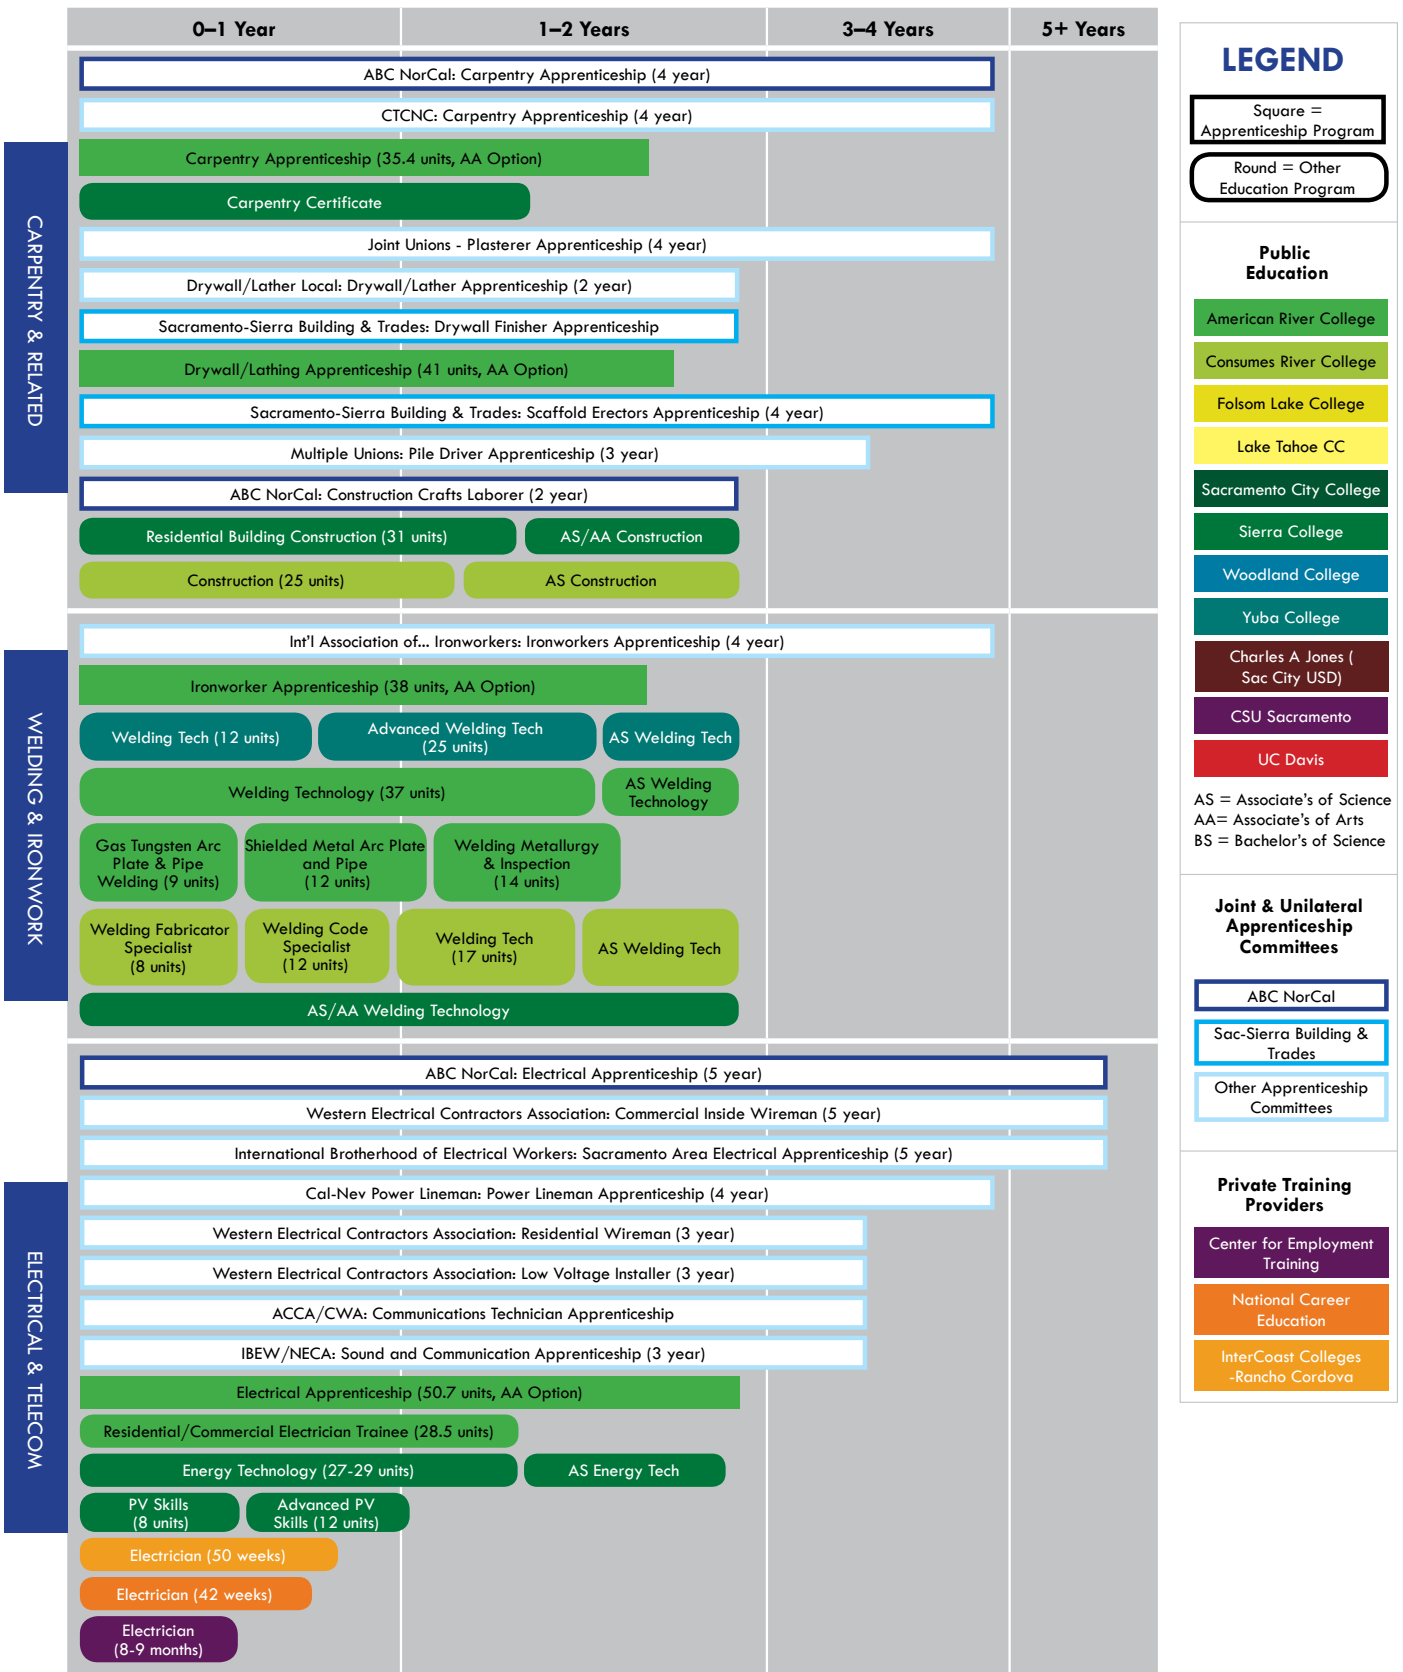 0–1 Year
1–2 Years
3–4 Years
5+ Years
CARPENTRY & RELATED
ABC NorCal: Carpentry Apprenticeship (4 year)
CTCNC: Carpentry Apprenticeship (4 year)
Carpentry Apprenticeship (35.4 units, AA Option)
Carpentry Certificate
Joint Unions - Plasterer Apprenticeship (4 year)
Drywall/Lather Local: Drywall/Lather Apprenticeship (2 year)
Sacramento-Sierra Building & Trades: Drywall Finisher Apprenticeship
Drywall/Lathing Apprenticeship (41 units, AA Option)
Sacramento-Sierra Building & Trades: Scaffold Erectors Apprenticeship (4 year)
Multiple Unions: Pile Driver Apprenticeship (3 year)
ABC NorCal: Construction Crafts Laborer (2 year)
Residential Building Construction (31 units)
AS/AA Construction
Construction (25 units)
AS Construction
WELDING & IRONWORK
Int'l Association of... Ironworkers: Ironworkers Apprenticeship (4 year)
Ironworker Apprenticeship (38 units, AA Option)
Welding Tech (12 units)
Advanced Welding Tech
(25 units)
AS Welding Tech
Welding Technology (37 units)
AS Welding
Technology
Gas Tungsten Arc
Plate & Pipe
Welding (9 units)
Shielded Metal Arc Plate
and Pipe
(12 units)
Welding Metallurgy
& Inspection
(14 units)
Welding Fabricator
Specialist
(8 units)
Welding Code
Specialist
(12 units)
Welding Tech
(17 units)
AS Welding Tech
AS/AA Welding Technology
ELECTRICAL & TELECOM
ABC NorCal: Electrical Apprenticeship (5 year)
Western Electrical Contractors Association: Commercial Inside Wireman (5 year)
International Brotherhood of Electrical Workers: Sacramento Area Electrical Apprenticeship (5 year)
Cal-Nev Power Lineman: Power Lineman Apprenticeship (4 year)
Western Electrical Contractors Association: Residential Wireman (3 year)
Western Electrical Contractors Association: Low Voltage Installer (3 year)
ACCA/CWA: Communications Technician Apprenticeship
IBEW/NECA: Sound and Communication Apprenticeship (3 year)
Electrical Apprenticeship (50.7 units, AA Option)
Residential/Commercial Electrician Trainee (28.5 units)
Energy Technology (27-29 units)
AS Energy Tech
PV Skills
(8 units)
Advanced PV
Skills (12 units)
Electrician (50 weeks)
Electrician (42 weeks)
Electrician
(8-9 months)
LEGEND
Square =
Apprenticeship Program
Round = Other
Education Program
Public
Education
American River College
Consumes River College
Folsom Lake College
Lake Tahoe CC
Sacramento City College
Sierra College
Woodland College
Yuba College
Charles A Jones (
Sac City USD)
CSU Sacramento
UC Davis
AS = Associate's of Science
AA= Associate's of Arts
BS = Bachelor's of Science
Joint & Unilateral
Apprenticeship
Committees
ABC NorCal
Sac-Sierra Building &
Trades
Other Apprenticeship
Committees
Private Training
Providers
Center for Employment
Training
National Career
Education
InterCoast Colleges
-Rancho Cordova